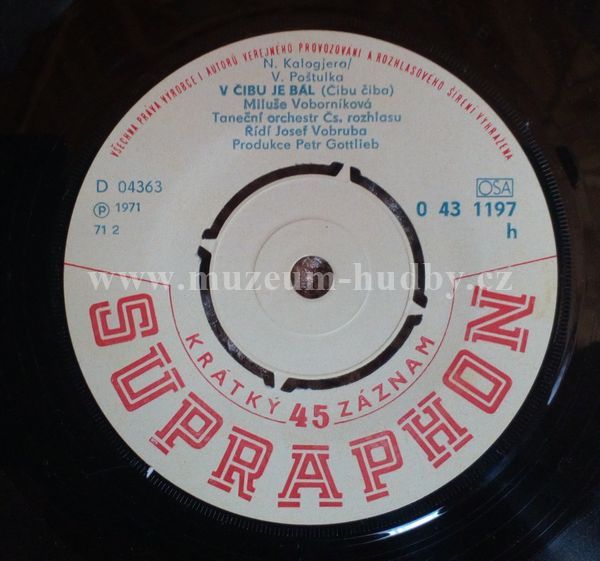 VŠECHNA PRÁVA VÝROBCE I AUTORŮ VEREJNÉHO PROVOZOVÁNÍ A ROZHLASOVÉHO ŠÍŘENÍ VYHRAŽENA
N. Kalogjera/
V. Poštulka
V ČIBU JE BÁL (Čibu čiba)
Miluše Voborníková
Taneční orchestr Čs. rozhlasu
Řídí Josef Vobruba
Produkce Petr Gottlieb
D 04363
Ⓟ 1971
71 2
OSA
0 43 1197
h
www.muzeum-hudby.cz
KRÁTKÝ 45 ZÁZNAM
SUPRAPHON